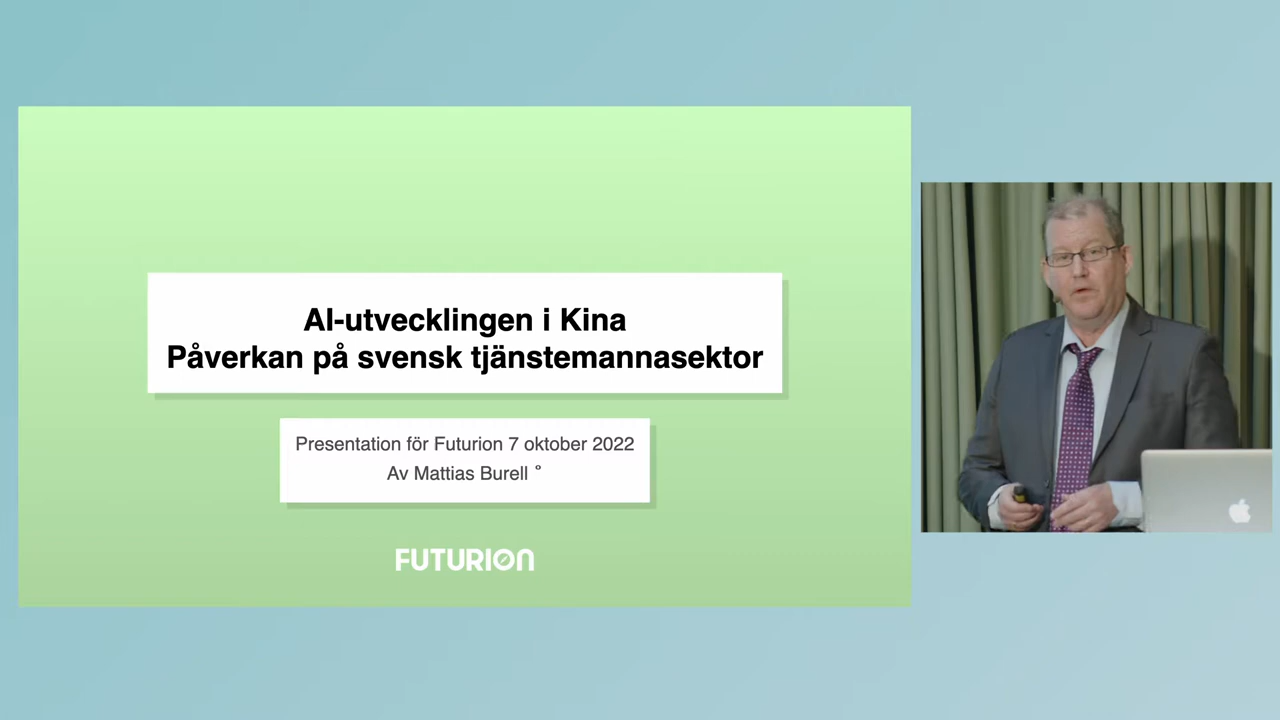 AI-utvecklingen i Kina
Påverkan på svensk tjänstemannasektor
Presentation för Futurion 7 oktober 2022
Av Mattias Burell °
FUTURION